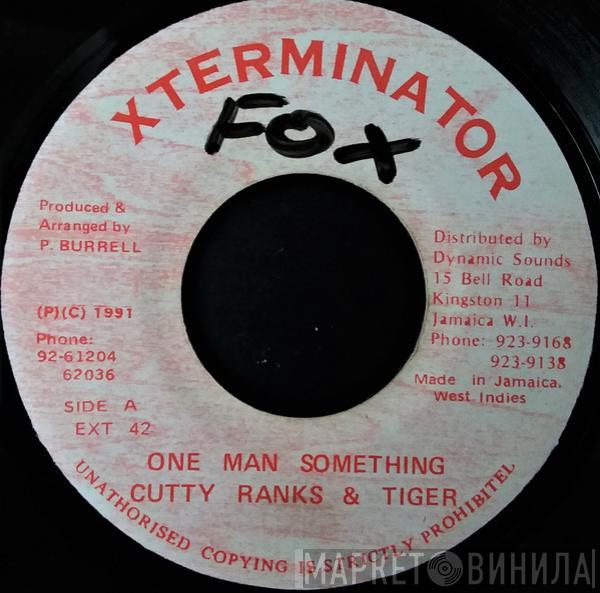 XTERMINATOR
FOX
Produced &
Arranged by
P. BURRELL
(P)(C) 1991
Phone:
92-61204
62036
SIDE A
EXT 42
Distributed by
Dynamic Sounds
15 Bell Road
Kingston 11
Jamaica W.I.
Phone: 923-9168
923-9138
Made in Jamaica.
West Indies
ONE MAN SOMETHING
CUTTY RANKS & TIGER
UNATHORISED COPYING IS STRICTLY PROHIBITEL
МАРКЕТ ВИНИЛА